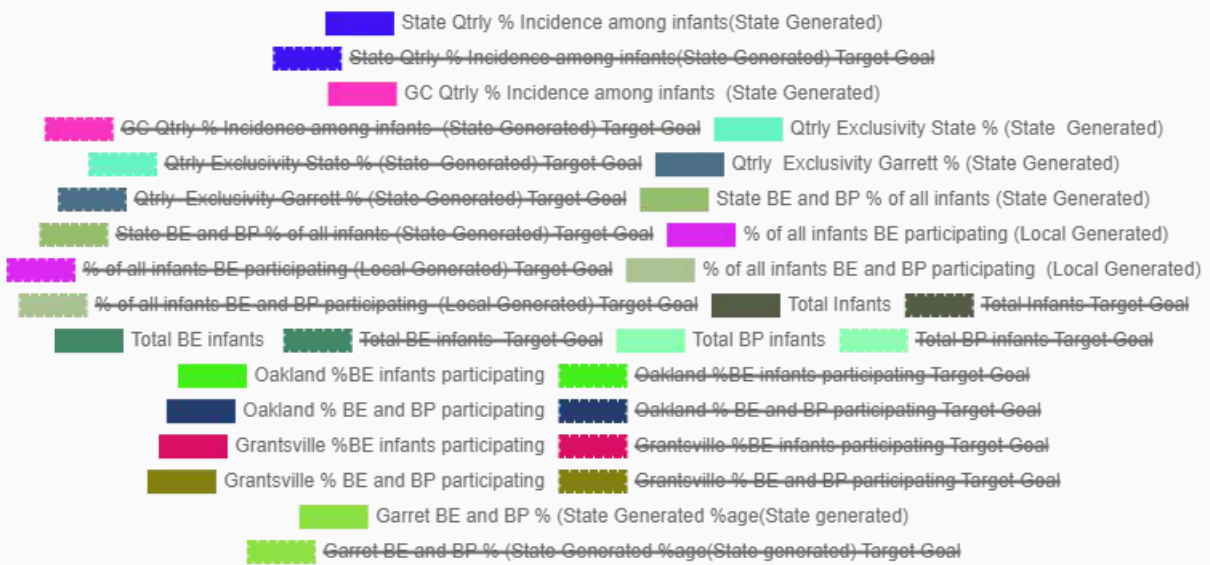 State Qtrly % Incidence among infants(State Generated)
State Qtrly % Incidence among infants(State Generated) Target Goal
GC Qtrly % Incidence among infants  (State Generated)
GC Qtrly % Incidence among infants  (State Generated) Target Goal Qtrly Exclusivity State % (State  Generated)
Qtrly Exclusivity State % (State  Generated) Target Goal Qtrly  Exclusivity Garrett % (State Generated)
Qtrly  Exclusivity Garrett % (State Generated) Target Goal State BE and BP % of all infants (State Generated)
State BE and BP % of all infants (State Generated) Target Goal % of all infants BE participating (Local Generated)
% of all infants BE participating (Local Generated) Target Goal % of all infants BE and BP participating  (Local Generated)
% of all infants BE and BP participating  (Local Generated) Target Goal Total Infants Total Infants Target Goal
Total BE infants Total BE infants  Target Goal Total BP infants Total BP infants Target Goal
Oakland %BE infants participating Oakland %BE infants participating Target Goal
Oakland % BE and BP participating Oakland % BE and BP participating Target Goal
Grantsville %BE infants participating Grantsville %BE infants participating Target Goal
Grantsville % BE and BP participating Grantsville % BE and BP participating Target Goal
Garret BE and BP % (State Generated %age(State generated)
Garret BE and BP % (State Generated %age(State generated) Target Goal